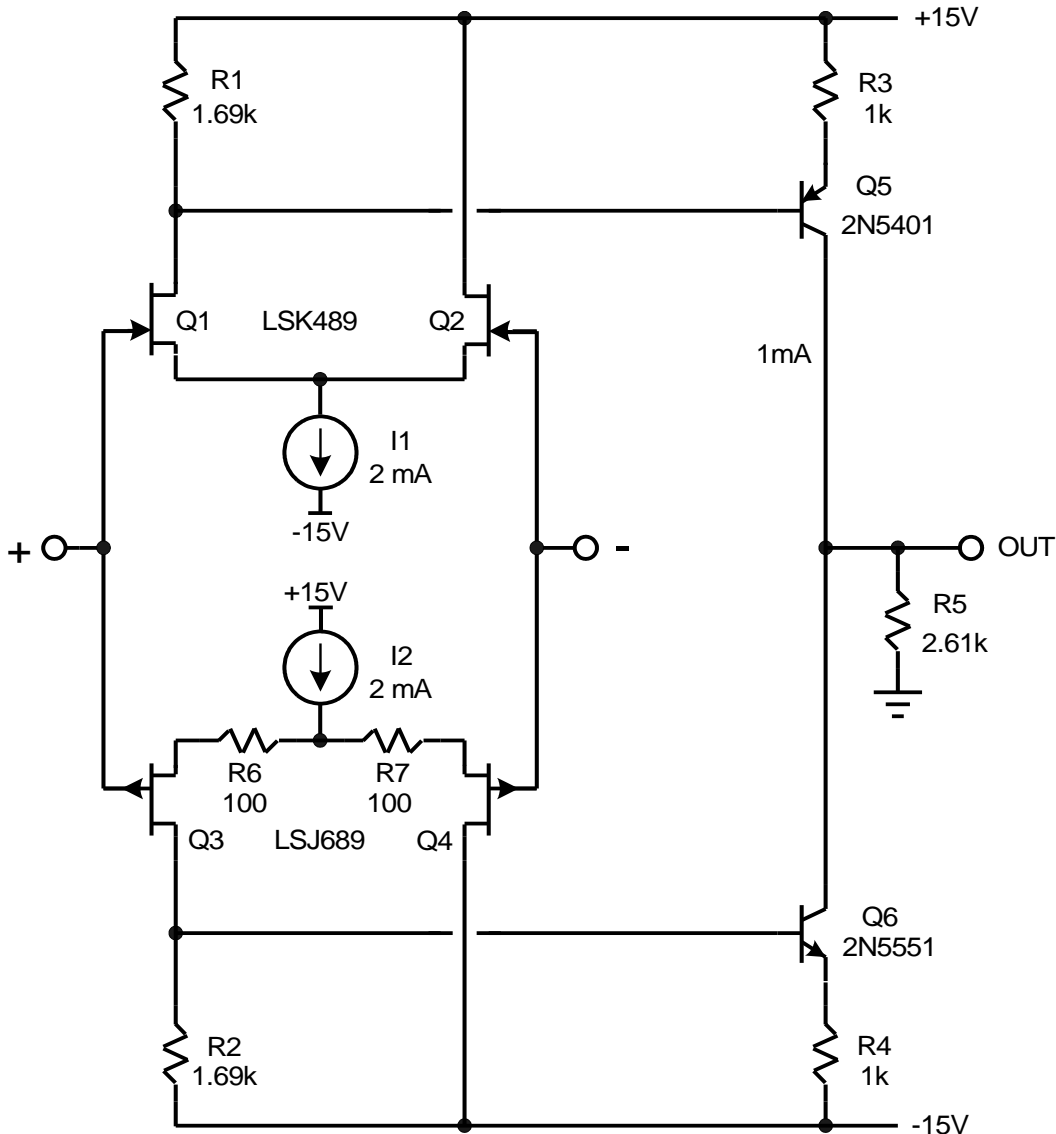 +15V
R1
1.69k
R3
1k
Q5
2N5401
Q1
LSK489
Q2
1mA
I1
2 mA
-15V
+
-
OUT
+15V
R5
2.61k
I2
2 mA
R6
100
R7
100
Q3
LSJ689
Q4
Q6
2N5551
R2
1.69k
R4
1k
-15V